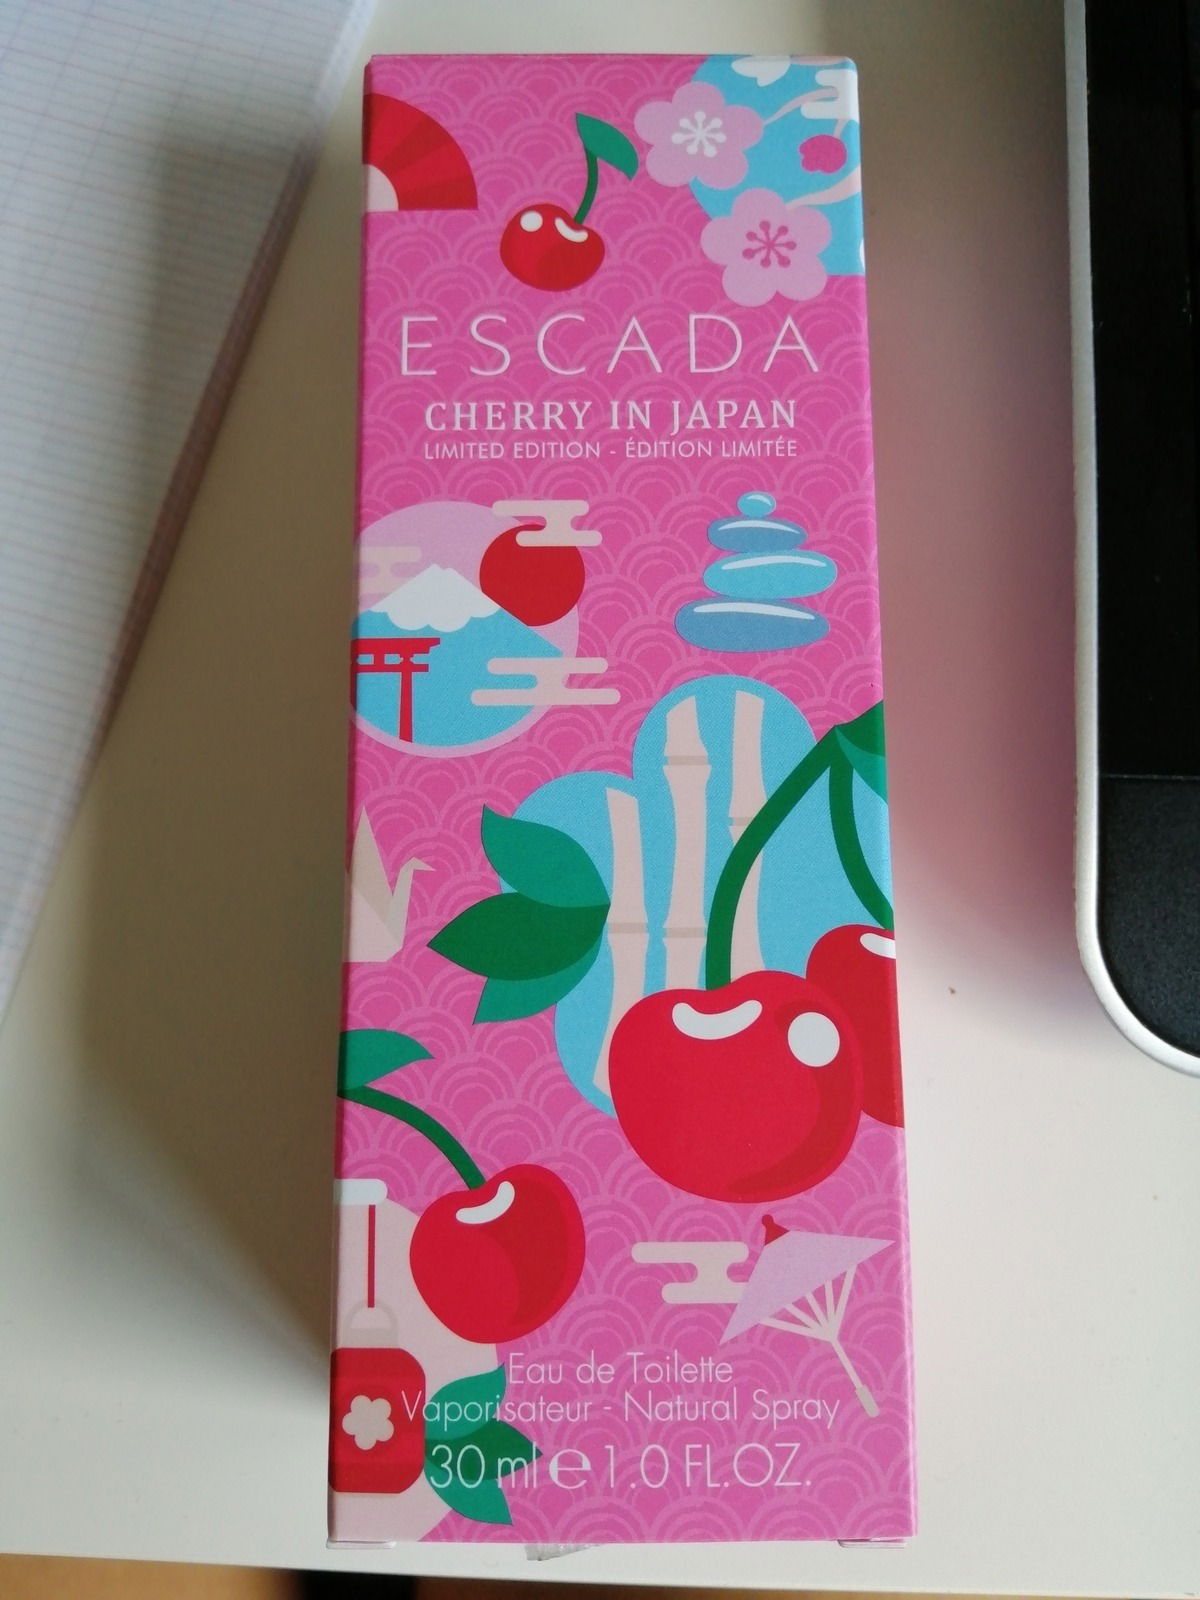 ESCADA
CHERRY IN JAPAN
LIMITED EDITION - ÉDITION LIMITÉE
Eau de Toilette
Vaporisateur - Natural Spray
30 ml e 1.0 FL.OZ.